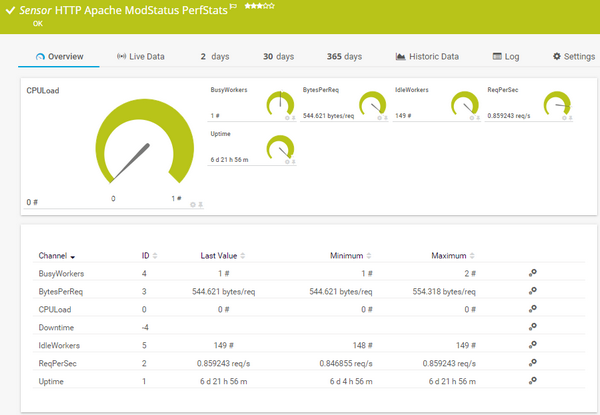 Sensor HTTP Apache ModStatus PerfStats
OK
Overview Live Data 2 days 30 days 365 days Historic Data Log Settings
CPULoad
0 #
0
1 #
BusyWorkers
1 #
BytesPerReq
544.621 bytes/req
IdleWorkers
149 #
ReqPerSec
0.859243 req/s
Uptime
6 d 21 h 56 m
Channel ID Last Value Minimum Maximum
BusyWorkers 4 1 # 1 # 2 #
BytesPerReq 3 544.621 bytes/req 544.621 bytes/req 554.318 bytes/req
CPULoad 0 0 # 0 # 0 #
Downtime -4
IdleWorkers 5 149 # 148 # 149 #
ReqPerSec 2 0.859243 req/s 0.846855 req/s 0.859243 req/s
Uptime 1 6 d 21 h 56 m 6 d 4 h 56 m 6 d 21 h 56 m